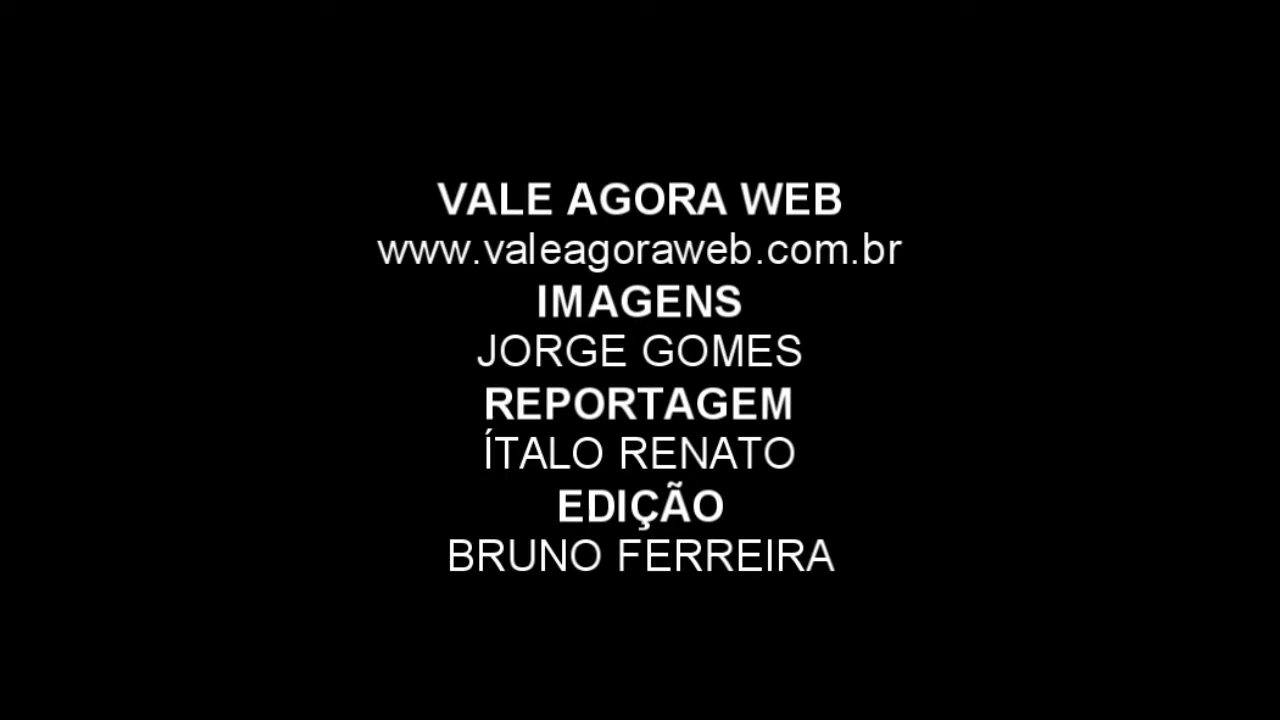 VALE AGORA WEB
www.valeagoraweb.com.br
IMAGENS
JORGE GOMES
REPORTAGEM
ÍTALO RENATO
EDIÇÃO
BRUNO FERREIRA